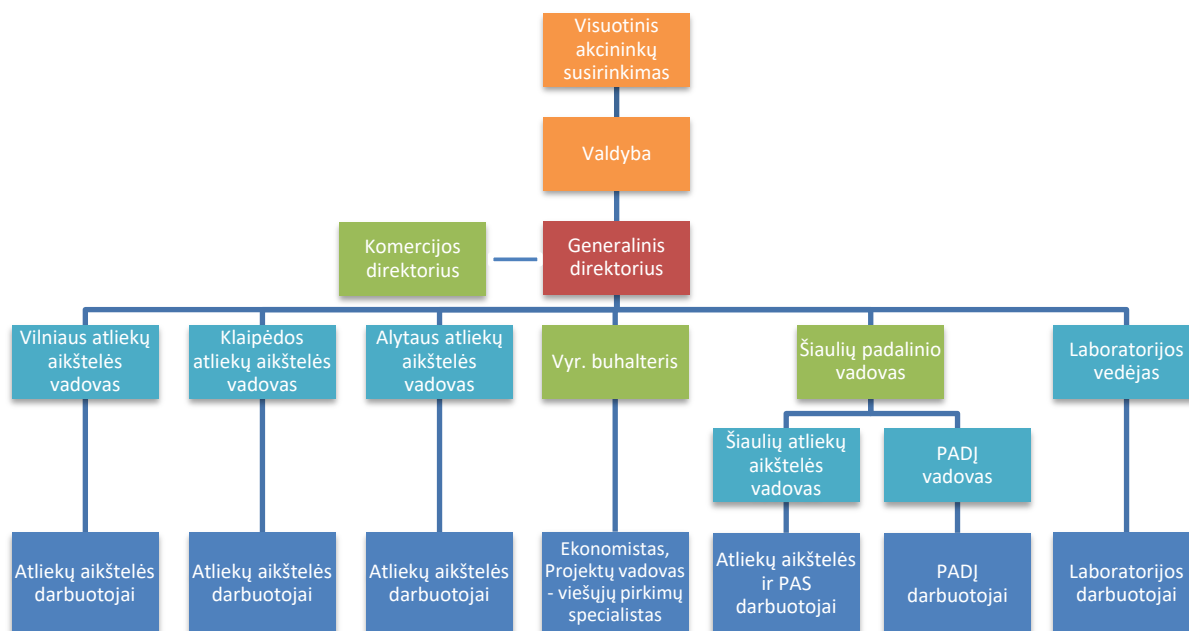 Visuotinis
akcininkų
susirinkimas
Valdyba
Komercijos
direktorius
Generalinis
direktorius
Vilniaus atliekų
aikštelės
vadovas
Klaipėdos
atliekų aikštelės
vadovas
Alytaus atliekų
aikštelės
vadovas
Vyr. buhalteris
Šiaulių padalinio
vadovas
Laboratorijos
vedėjas
Šiaulių atliekų
aikštelės
vadovas
PADĮ
vadovas
Atliekų aikštelės
darbuotojai
Atliekų aikštelės
darbuotojai
Atliekų aikštelės
darbuotojai
Ekonomistas,
Projektų vadovas
- viešųjų pirkimų
specialistas
Atliekų aikštelės
ir PAS
darbuotojai
PADĮ
darbuotojai
Laboratorijos
darbuotojai